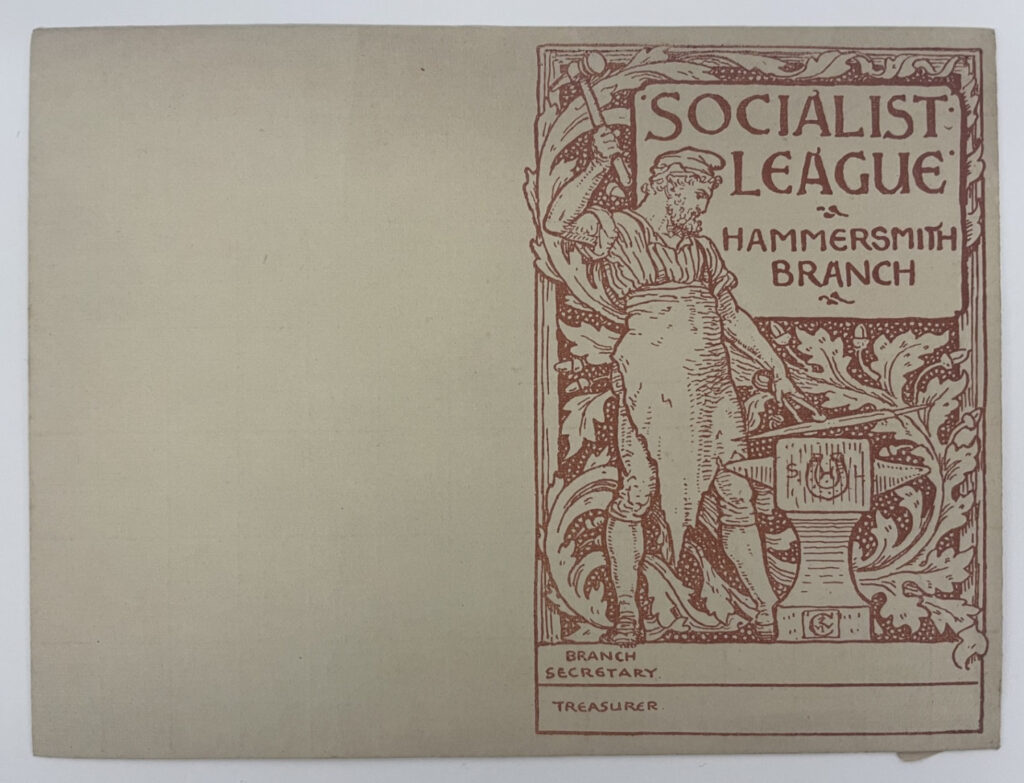 SOCIALIST
LEAGUE
HAMMERSMITH
BRANCH
S H
BRANCH
SECRETARY.
TREASURER.